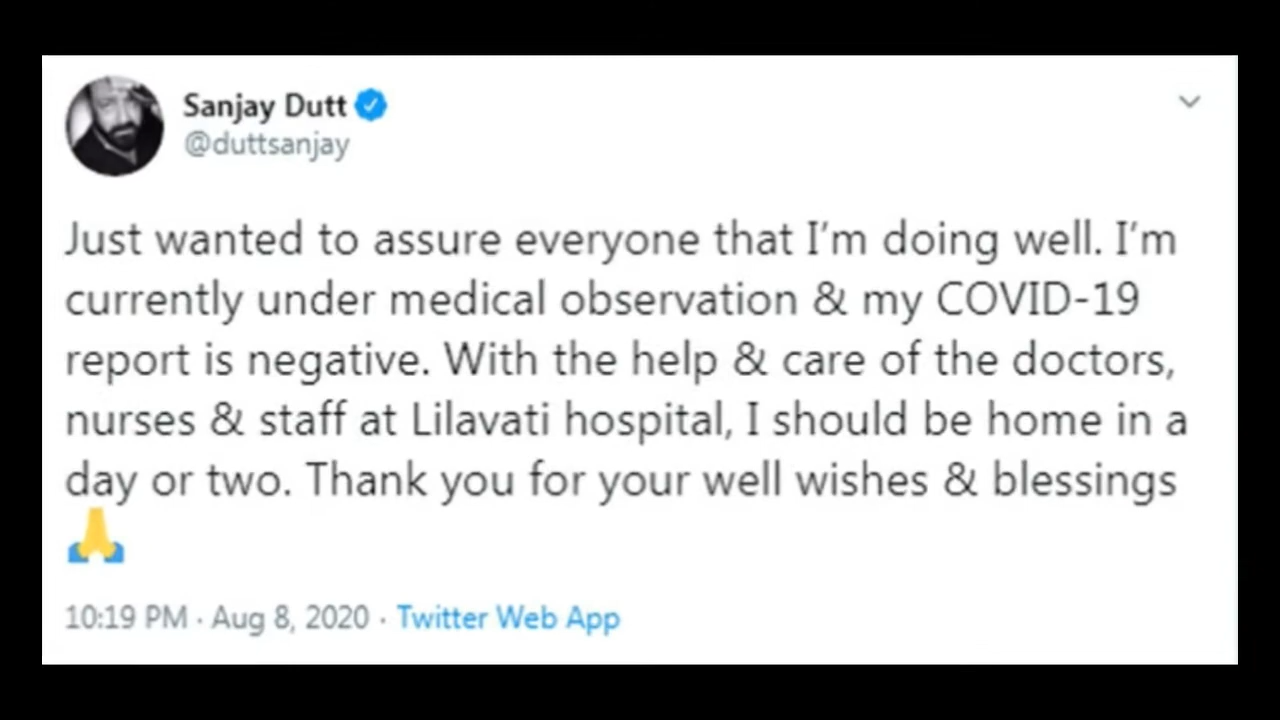 Sanjay Dutt
@duttsanjay
Just wanted to assure everyone that I'm doing well. I'm
currently under medical observation & my COVID-19
report is negative. With the help & care of the doctors,
nurses & staff at Lilavati hospital, I should be home in a
day or two. Thank you for your well wishes & blessings
🙏
10:19 PM · Aug 8, 2020 · Twitter Web App